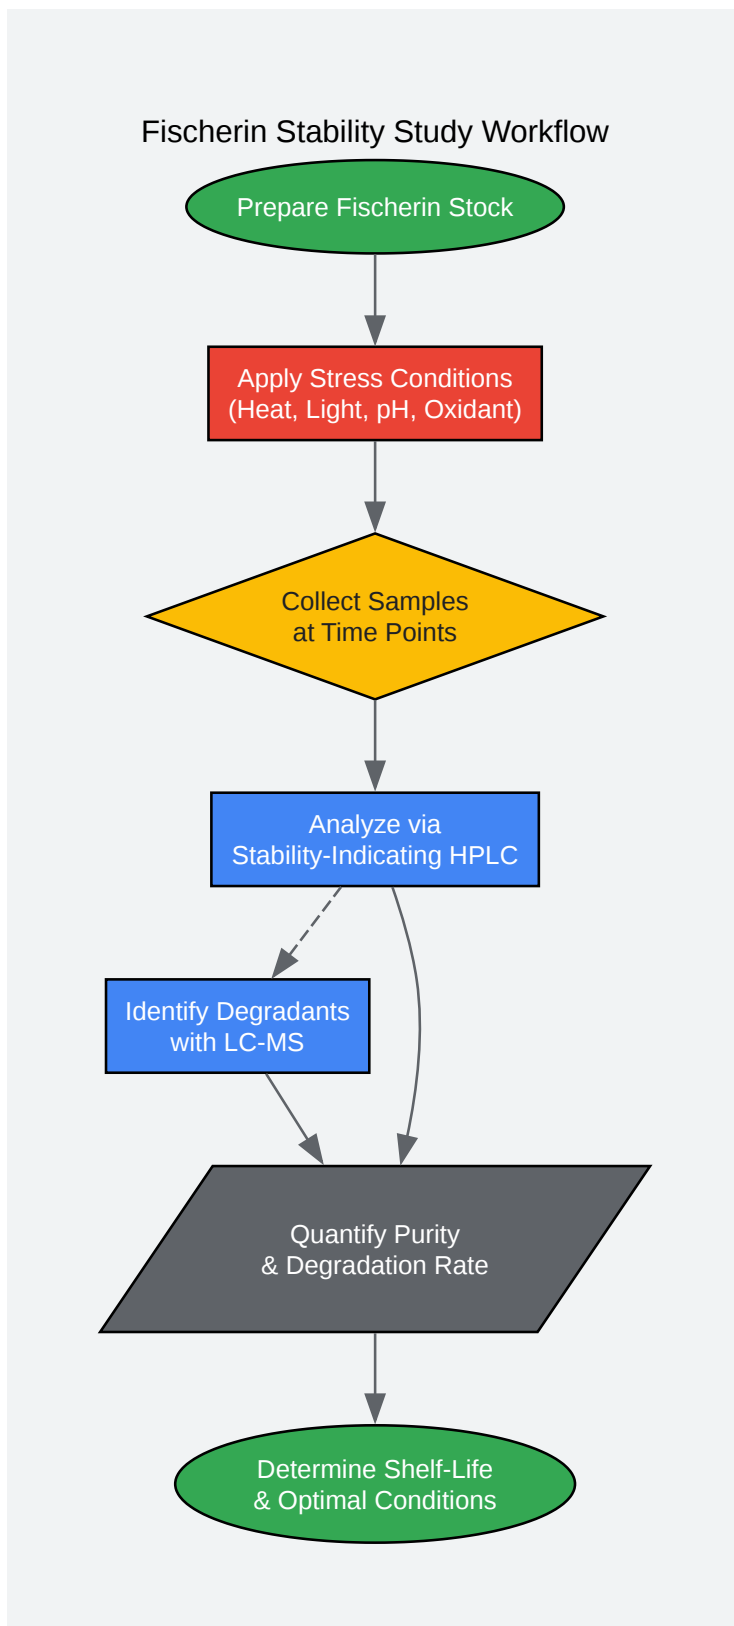 Fischerin Stability Study Workflow
Prepare Fischerin Stock
Apply Stress Conditions
(Heat, Light, pH, Oxidant)
Collect Samples
at Time Points
Analyze via
Stability-Indicating HPLC
Identify Degradants
with LC-MS
Quantify Purity
& Degradation Rate
Determine Shelf-Life
& Optimal Conditions